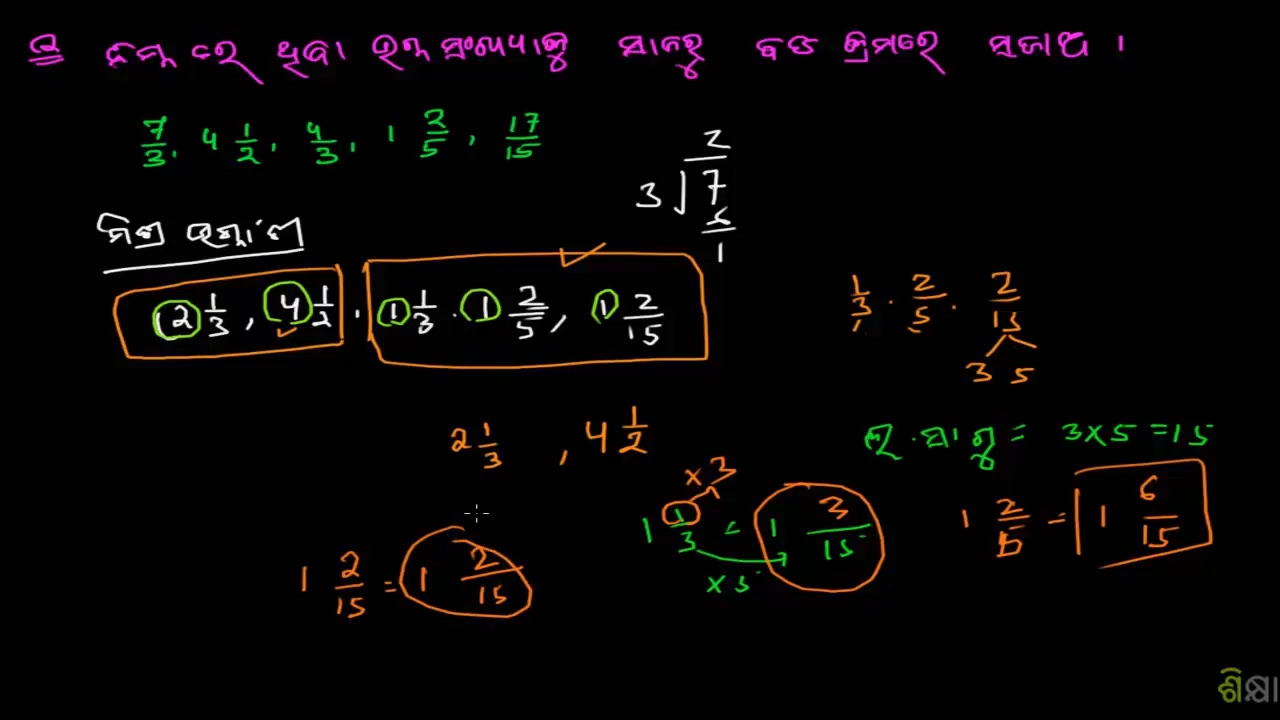 Q ନିମ୍ନ ରେ ଥିବା ଭଗ୍ନ ସଂଖ୍ୟାଗୁଡ଼ିକୁ ସାନରୁ ବଡ କ୍ରମରେ ସଜାଅ ।
7/3, 4 1/2, 4/3, 1 2/5, 17/15
2
3 ) 7
6
1
ମିଶ୍ର ଭଗ୍ନାଂଶ
2 1/3, 4 1/2, 1 1/3, 1 2/5, 1 2/15
1/3, 2/5, 2/15
3 5
2 1/3, 4 1/2
ଲ.ସା.ଗୁ = 3×5 = 15
×3
1 1/3 = 1 3/15
×5
1 2/5 = 1 6/15
1 2/15 = 1 2/15
ଶିକ୍ଷା